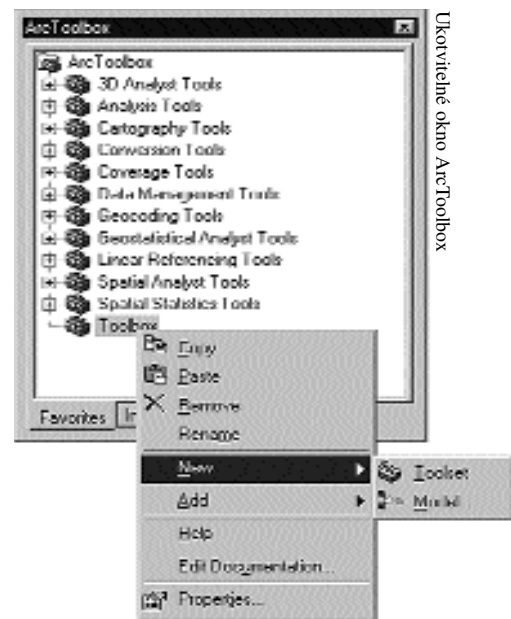 ArcToolbox
ArcToolbox
3D Analyst Tools
Analysis Tools
Cartography Tools
Conversion Tools
Coverage Tools
Data Management Tools
Geocoding Tools
Geostatistical Analyst Tools
Linear Referencing Tools
Spatial Analyst Tools
Spatial Statistics Tools
Toolbox
Favorites In
Copy
Paste
Remove
Rename
New
Add
Help
Edit Documentation...
Properties...
Toolset
Model
Ukotvitelné okno ArcToolbox